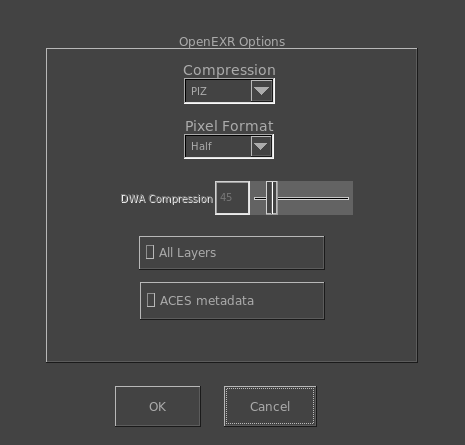 OpenEXR Options
Compression
PIZ
Pixel Format
Half
DWA Compression 45
All Layers
ACES metadata
OK Cancel